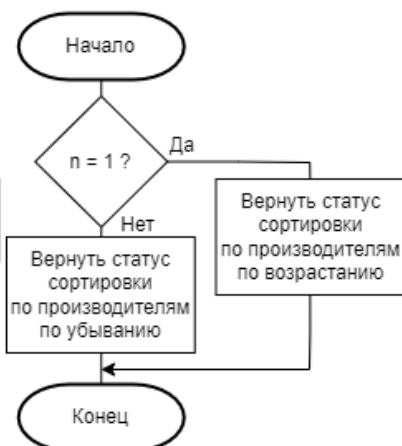 Начало
n = 1 ?
Да
Нет
Вернуть статус
сортировки
по производителям
по возрастанию
Вернуть статус
сортировки
по производителям
по убыванию
Конец